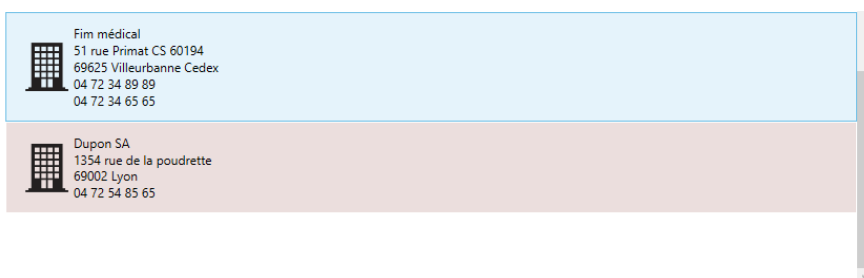 Fim médical
51 rue Primat CS 60194
69625 Villeurbanne Cedex
04 72 34 89 89
04 72 34 65 65
Dupon SA
1354 rue de la poudrette
69002 Lyon
04 72 54 85 65